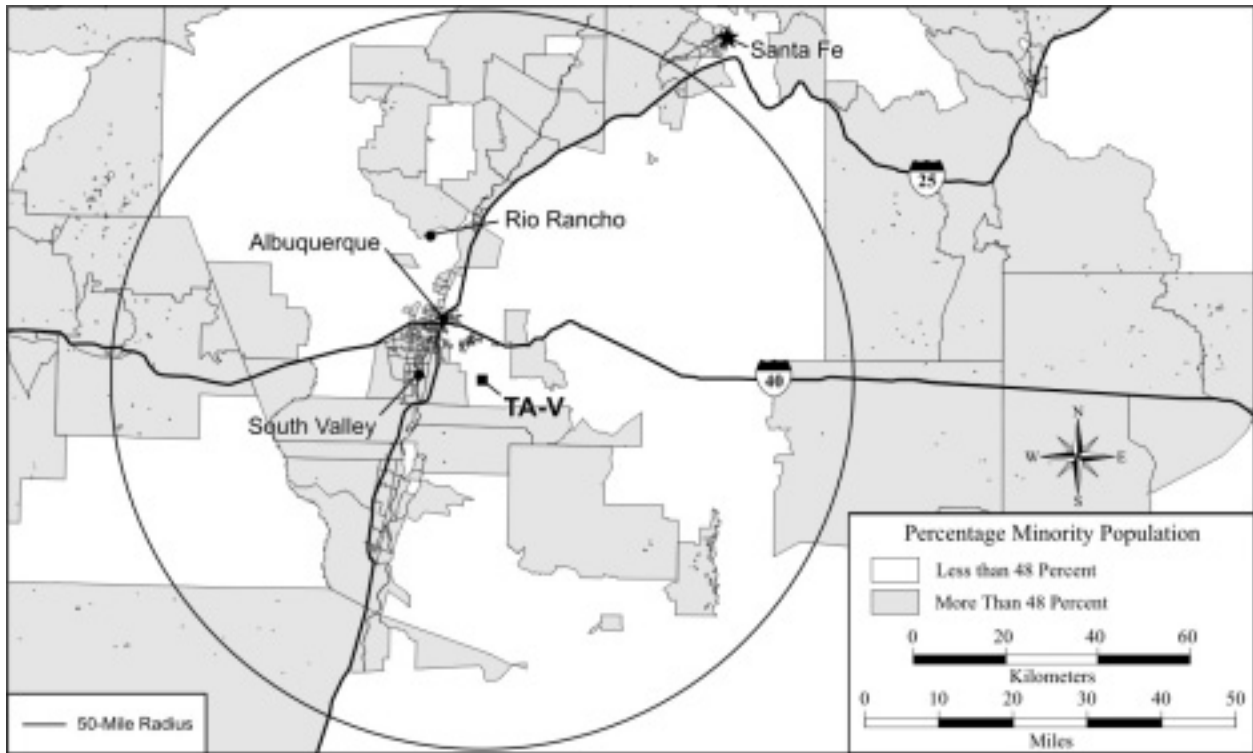 Santa Fe
25
Rio Rancho
Albuquerque
40
TA-V
South Valley
N
W E
S
Percentage Minority Population
Less than 48 Percent
More Than 48 Percent
0 20 40 60
Kilometers
0 10 20 30 40 50
Miles
50-Mile Radius